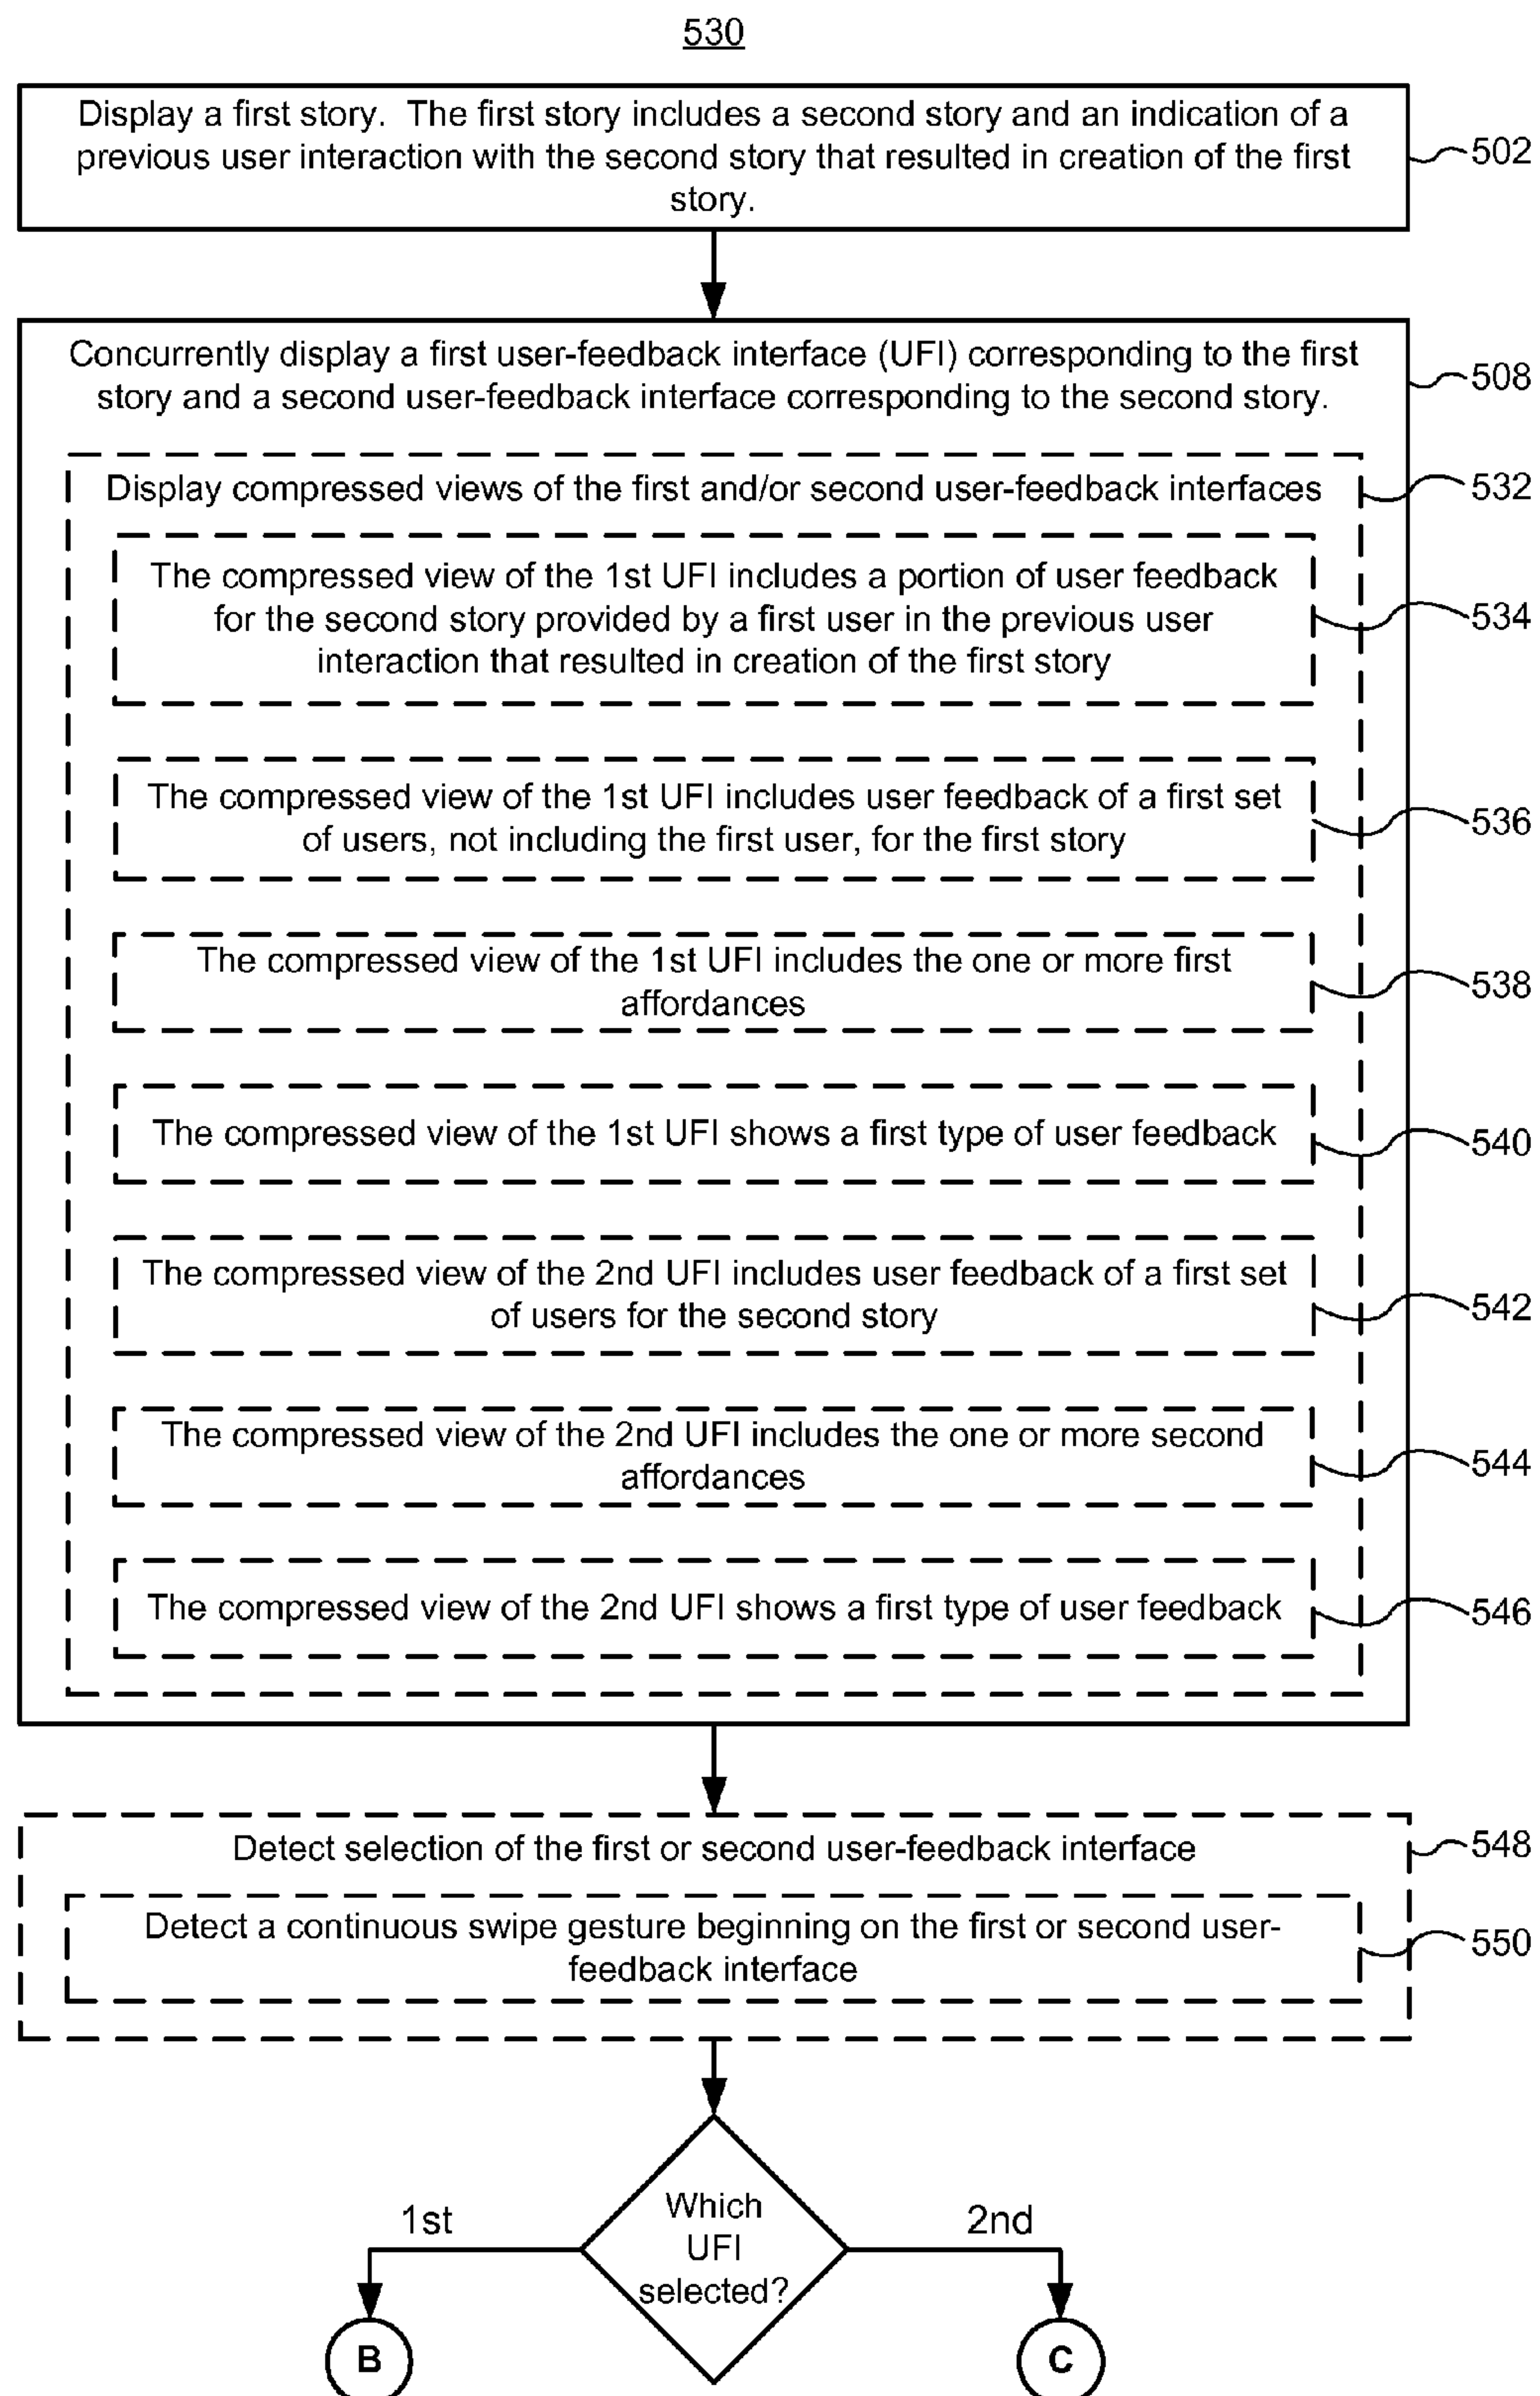 530
Display a first story. The first story includes a second story and an indication of a
previous user interaction with the second story that resulted in creation of the first
story.
502
Concurrently display a first user-feedback interface (UFI) corresponding to the first
story and a second user-feedback interface corresponding to the second story.
508
Display compressed views of the first and/or second user-feedback interfaces
532
The compressed view of the 1st UFI includes a portion of user feedback
for the second story provided by a first user in the previous user
interaction that resulted in creation of the first story
534
The compressed view of the 1st UFI includes user feedback of a first set
of users, not including the first user, for the first story
536
The compressed view of the 1st UFI includes the one or more first
affordances
538
The compressed view of the 1st UFI shows a first type of user feedback
540
The compressed view of the 2nd UFI includes user feedback of a first set
of users for the second story
542
The compressed view of the 2nd UFI includes the one or more second
affordances
544
The compressed view of the 2nd UFI shows a first type of user feedback
546
Detect selection of the first or second user-feedback interface
548
Detect a continuous swipe gesture beginning on the first or second user-
feedback interface
550
Which
UFI
selected?
1st
2nd
B
C